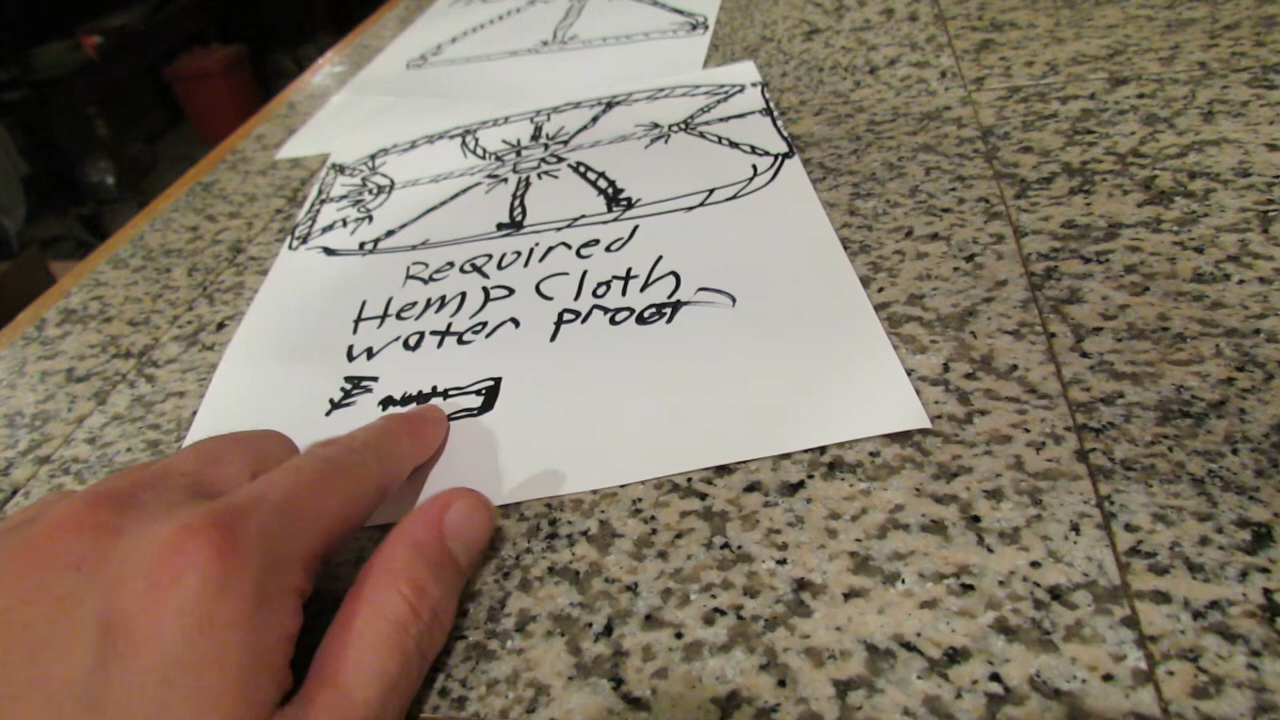 Required
Hemp Cloth
water proof